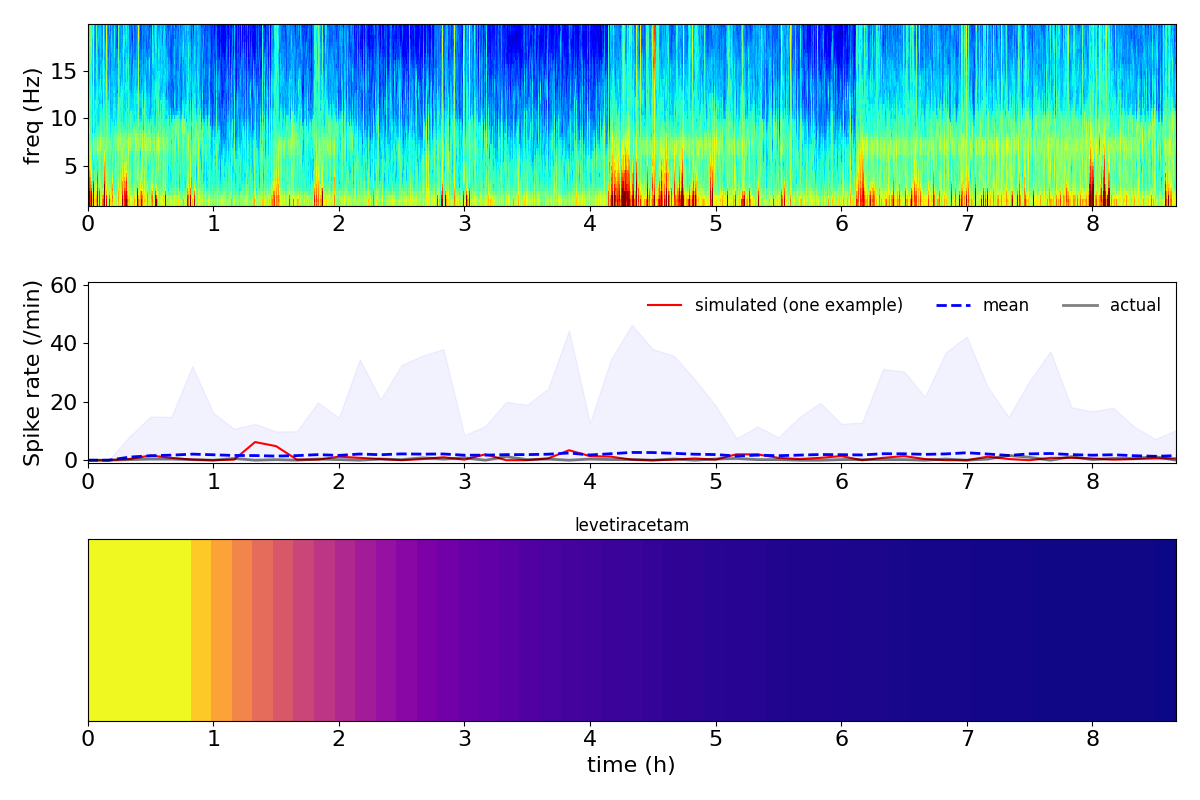 freq (Hz)
15
10
5
0 1 2 3 4 5 6 7 8
Spike rate (/min)
60
40
20
0
simulated (one example) mean actual
0 1 2 3 4 5 6 7 8
levetiracetam
0 1 2 3 4 5 6 7 8
time (h)